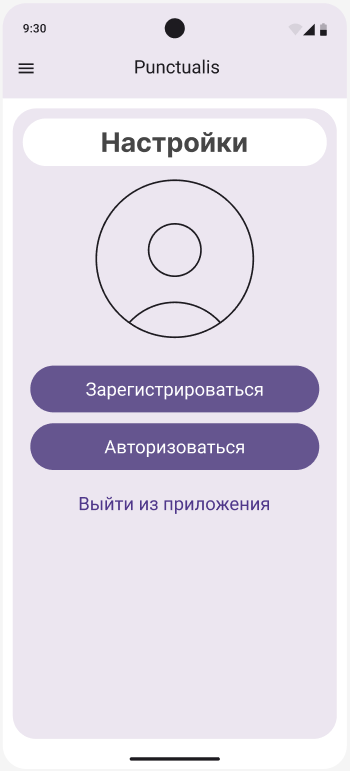 9:30
Punctualis
Настройки
Зарегистрироваться
Авторизоваться
Выйти из приложения